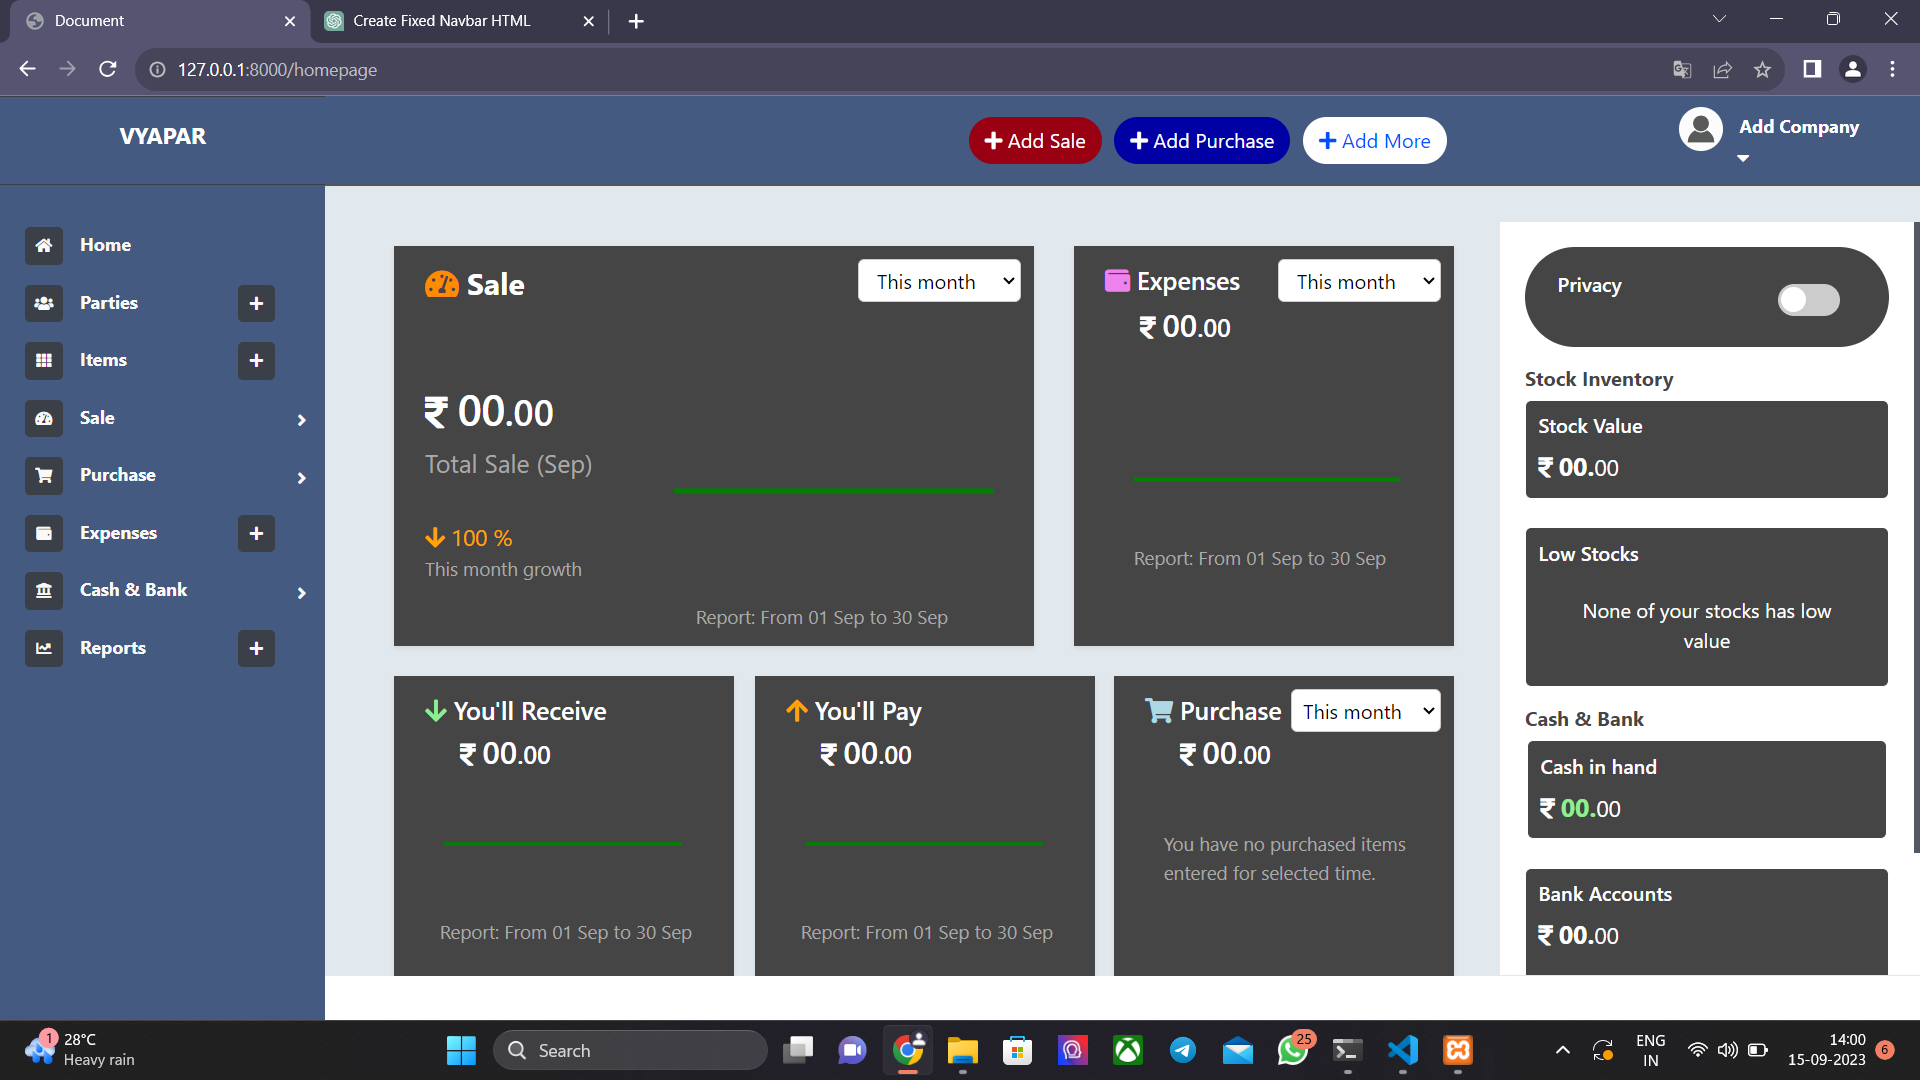 Document
Create Fixed Navbar HTML
127.0.0.1:8000/homepage
VYAPAR
Add Sale
Add Purchase
Add More
Add Company
Home
Parties
Items
Sale
Purchase
Expenses
Cash & Bank
Reports
Sale
This month
₹ 00.00
Total Sale (Sep)
100 %
This month growth
Report: From 01 Sep to 30 Sep
Expenses
This month
₹ 00.00
Report: From 01 Sep to 30 Sep
You'll Receive
₹ 00.00
Report: From 01 Sep to 30 Sep
You'll Pay
₹ 00.00
Report: From 01 Sep to 30 Sep
Purchase
This month
₹ 00.00
You have no purchased items
entered for selected time.
Privacy
Stock Inventory
Stock Value
₹ 00.00
Low Stocks
None of your stocks has low
value
Cash & Bank
Cash in hand
₹ 00.00
Bank Accounts
₹ 00.00
1
28°C
Heavy rain
Search
25
ENG
IN
14:00
15-09-2023
6